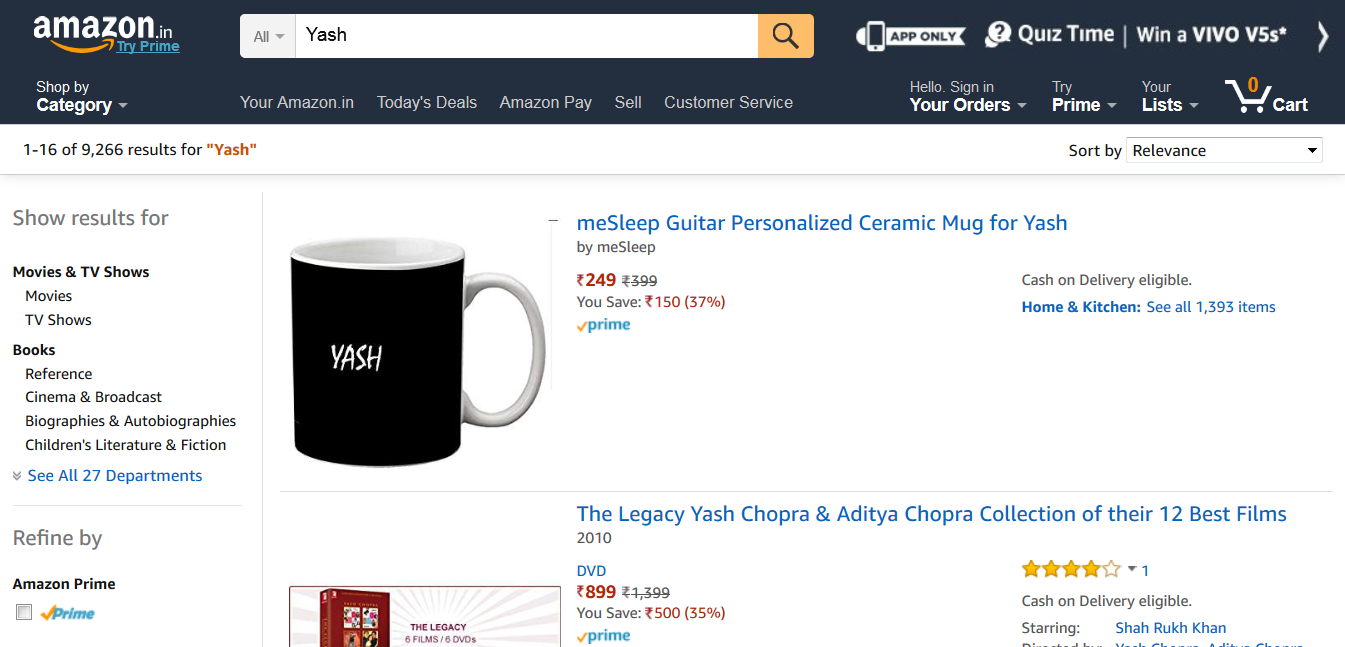 amazon.in
Try Prime
All
Yash
APP ONLY
Quiz Time | Win a VIVO V5s*
Shop by
Category
Your Amazon.in Today's Deals Amazon Pay Sell Customer Service
Hello. Sign in
Your Orders
Try
Prime
Your
Lists
0
Cart
1-16 of 9,266 results for "Yash"
Sort by Relevance
Show results for
Movies & TV Shows
Movies
TV Shows
Books
Reference
Cinema & Broadcast
Biographies & Autobiographies
Children's Literature & Fiction
See All 27 Departments
Refine by
Amazon Prime
Prime
YASH
meSleep Guitar Personalized Ceramic Mug for Yash
by meSleep
₹249 ₹399
You Save: ₹150 (37%)
prime
Cash on Delivery eligible.
Home & Kitchen: See all 1,393 items
The Legacy Yash Chopra & Aditya Chopra Collection of their 12 Best Films
2010
DVD
₹899 ₹1,399
You Save: ₹500 (35%)
prime
1
Cash on Delivery eligible.
Starring: Shah Rukh Khan
Directed by: Yash Chopra, Aditya Chopra
YASH CHOPRA
THE LEGACY
6 FILMS / 6 DVDs